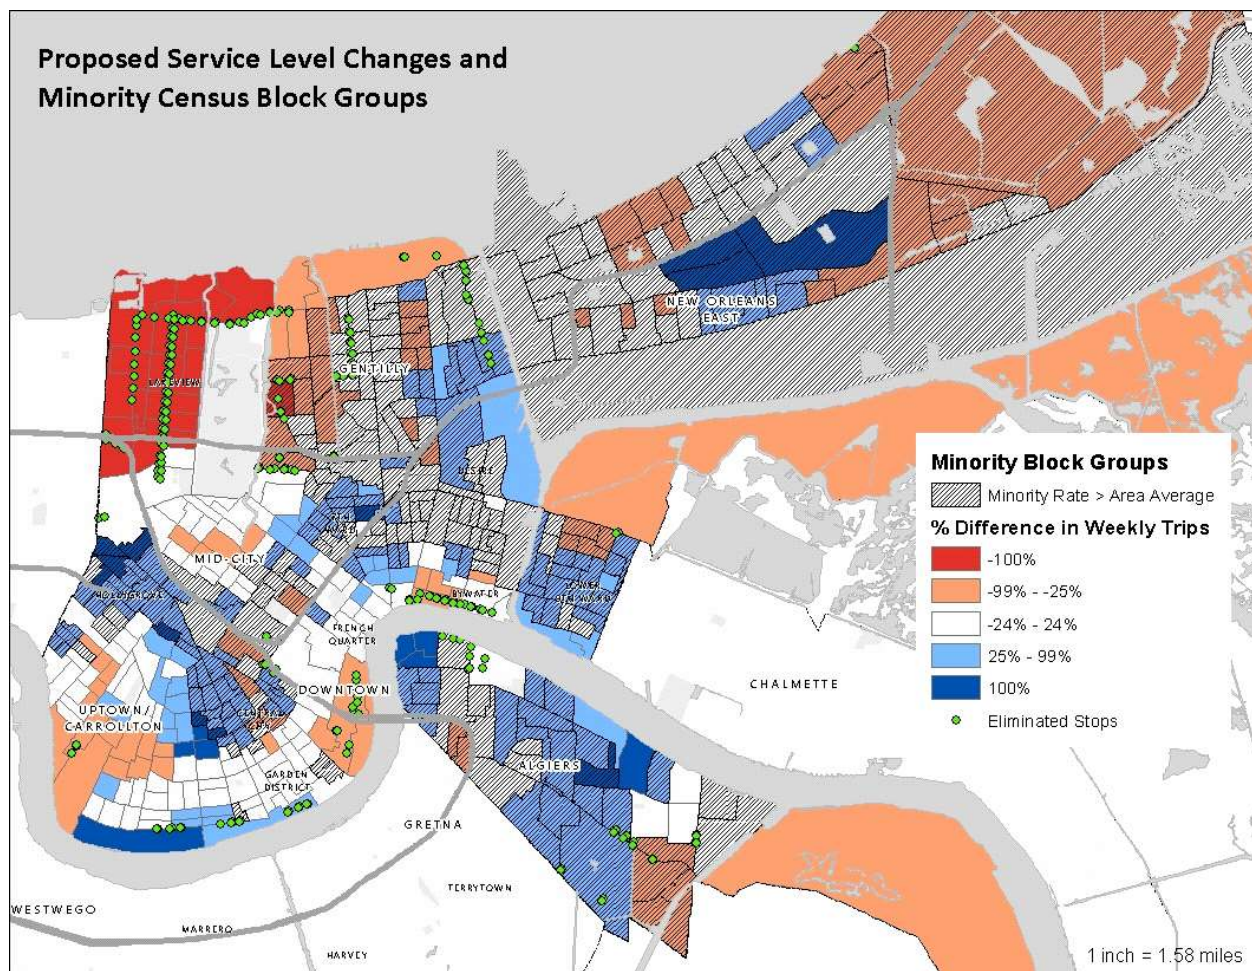 Proposed Service Level Changes and
Minority Census Block Groups
NEW ORLEANS
EAST
LAKEVIEW
GENTILLY
DESIRE
MID-CITY
HOLLYGROVE
BYWATER
LOWER
9TH WARD
FRENCH
QUARTER
DOWNTOWN
UPTOWN/
CARROLLTON
CENTRAL
CITY
GARDEN
DISTRICT
ALGIERS
CHALMETTE
GRETNA
TERRYTOWN
WESTWEGO
MARRERO
HARVEY
Minority Block Groups
Minority Rate > Area Average
% Difference in Weekly Trips
-100%
-99% - -25%
-24% - 24%
25% - 99%
100%
Eliminated Stops
1 inch = 1.58 miles